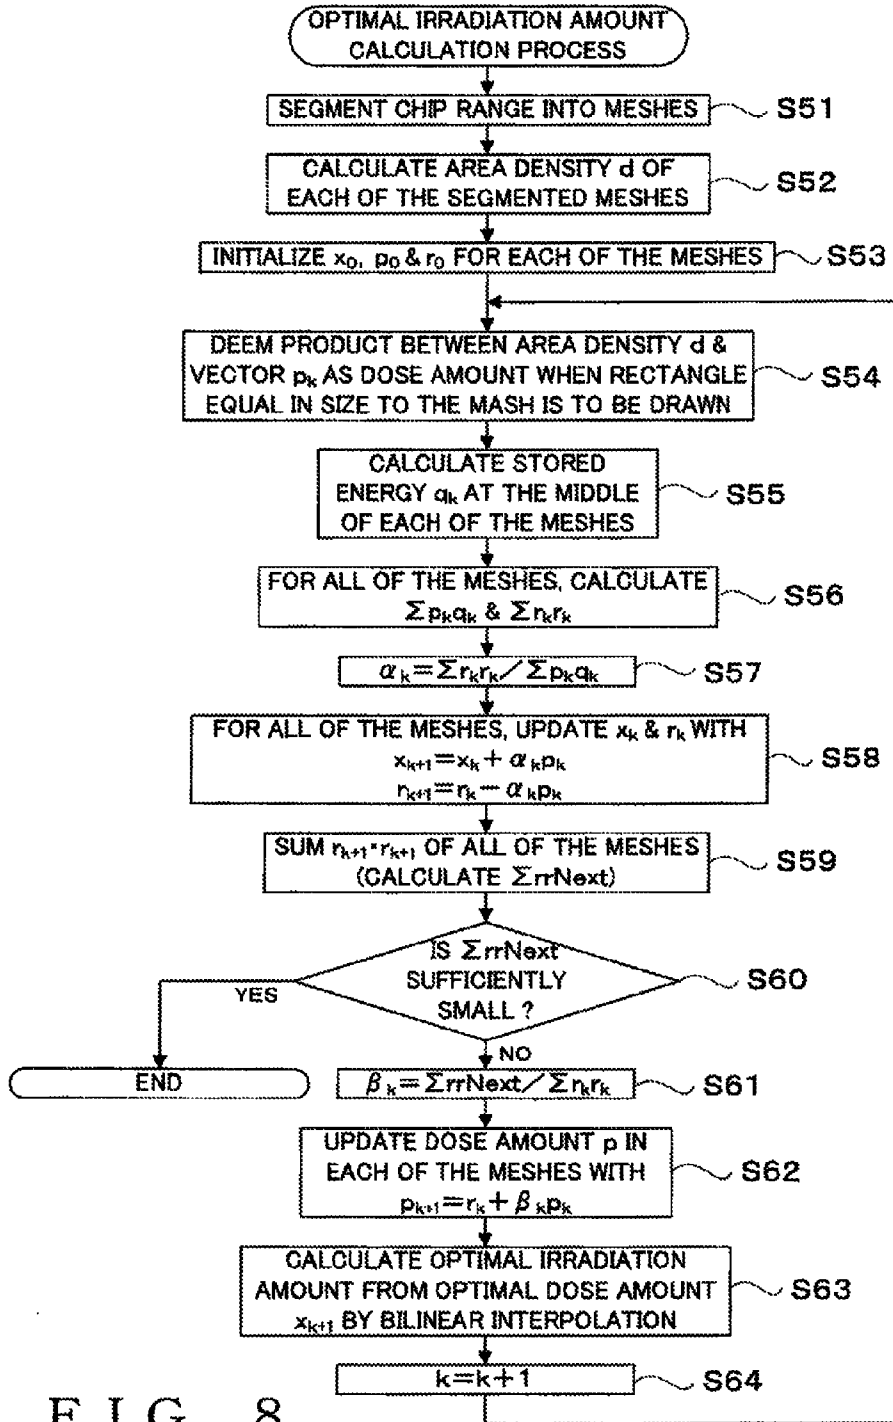 OPTIMAL IRRADIATION AMOUNT
CALCULATION PROCESS
SEGMENT CHIP RANGE INTO MESHES
S51
CALCULATE AREA DENSITY d OF
EACH OF THE SEGMENTED MESHES
S52
INITIALIZE x₀, p₀ & r₀ FOR EACH OF THE MESHES
S53
DEEM PRODUCT BETWEEN AREA DENSITY d &
VECTOR pₖ AS DOSE AMOUNT WHEN RECTANGLE
EQUAL IN SIZE TO THE MASH IS TO BE DRAWN
S54
CALCULATE STORED
ENERGY qₖ AT THE MIDDLE
OF EACH OF THE MESHES
S55
FOR ALL OF THE MESHES, CALCULATE
Σpₖqₖ & Σrₖrₖ
S56
αₖ=Σrₖrₖ/Σpₖqₖ
S57
FOR ALL OF THE MESHES, UPDATE xₖ & rₖ WITH
xₖ₊₁=xₖ+αₖpₖ
rₖ₊₁=rₖ−αₖpₖ
S58
SUM rₖ₊₁·rₖ₊₁ OF ALL OF THE MESHES
(CALCULATE ΣrrNext)
S59
IS ΣrrNext
SUFFICIENTLY
SMALL ?
S60
YES
NO
END
βₖ=ΣrrNext/Σrₖrₖ
S61
UPDATE DOSE AMOUNT p IN
EACH OF THE MESHES WITH
pₖ₊₁=rₖ+βₖpₖ
S62
CALCULATE OPTIMAL IRRADIATION
AMOUNT FROM OPTIMAL DOSE AMOUNT
xₖ₊₁ BY BILINEAR INTERPOLATION
S63
k=k+1
S64
FIG. 8